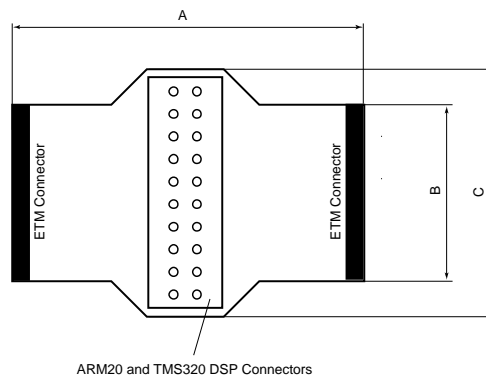 A
ETM Connector
ETM Connector
B
C
ARM20 and TMS320 DSP Connectors